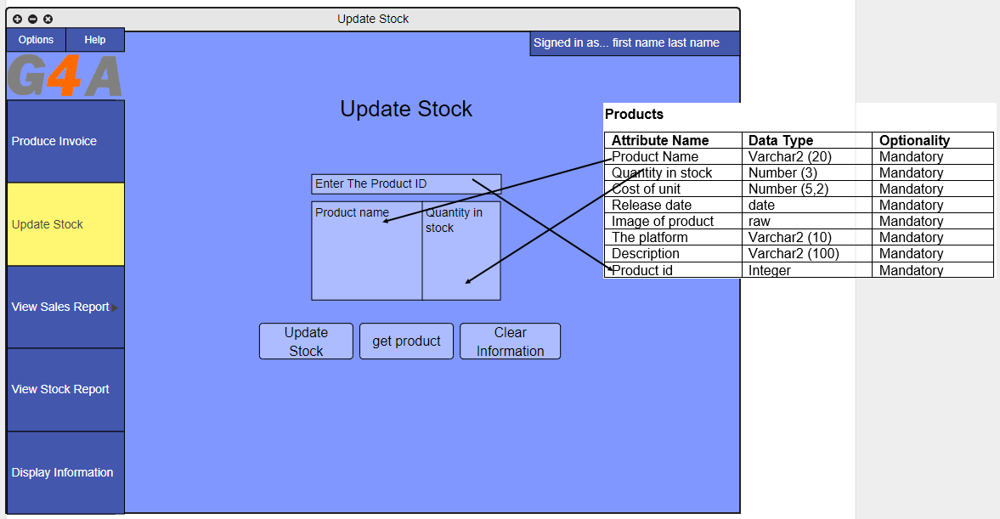 Update Stock
Options Help
Signed in as... first name last name
G4A
Update Stock
Produce Invoice
Update Stock
View Sales Report
View Stock Report
Display Information
Enter The Product ID
Product name Quantity in
stock
Update
Stock
get product
Clear
Information
Products
Attribute Name Data Type Optionality
Product Name Varchar2 (20) Mandatory
Quantity in stock Number (3) Mandatory
Cost of unit Number (5,2) Mandatory
Release date date Mandatory
Image of product raw Mandatory
The platform Varchar2 (10) Mandatory
Description Varchar2 (100) Mandatory
Product id Integer Mandatory